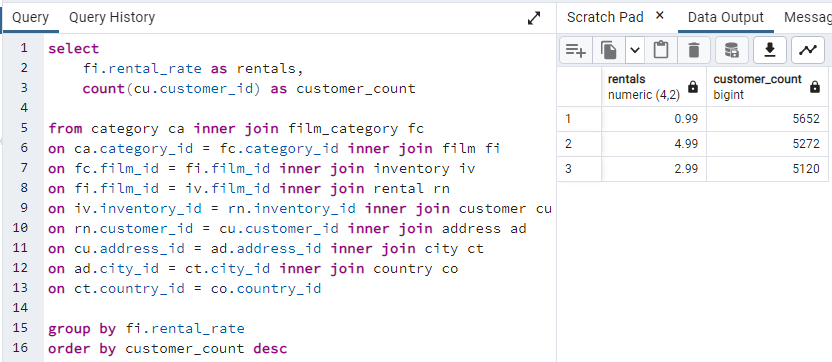 Query Query History
Scratch Pad × Data Output Messag
1 select
2 fi.rental_rate as rentals,
3 count(cu.customer_id) as customer_count
4
5 from category ca inner join film_category fc
6 on ca.category_id = fc.category_id inner join film fi
7 on fc.film_id = fi.film_id inner join inventory iv
8 on fi.film_id = iv.film_id inner join rental rn
9 on iv.inventory_id = rn.inventory_id inner join customer cu
10 on rn.customer_id = cu.customer_id inner join address ad
11 on cu.address_id = ad.address_id inner join city ct
12 on ad.city_id = ct.city_id inner join country co
13 on ct.country_id = co.country_id
14
15 group by fi.rental_rate
16 order by customer_count desc
rentals customer_count
numeric (4,2) bigint
1 0.99 5652
2 4.99 5272
3 2.99 5120